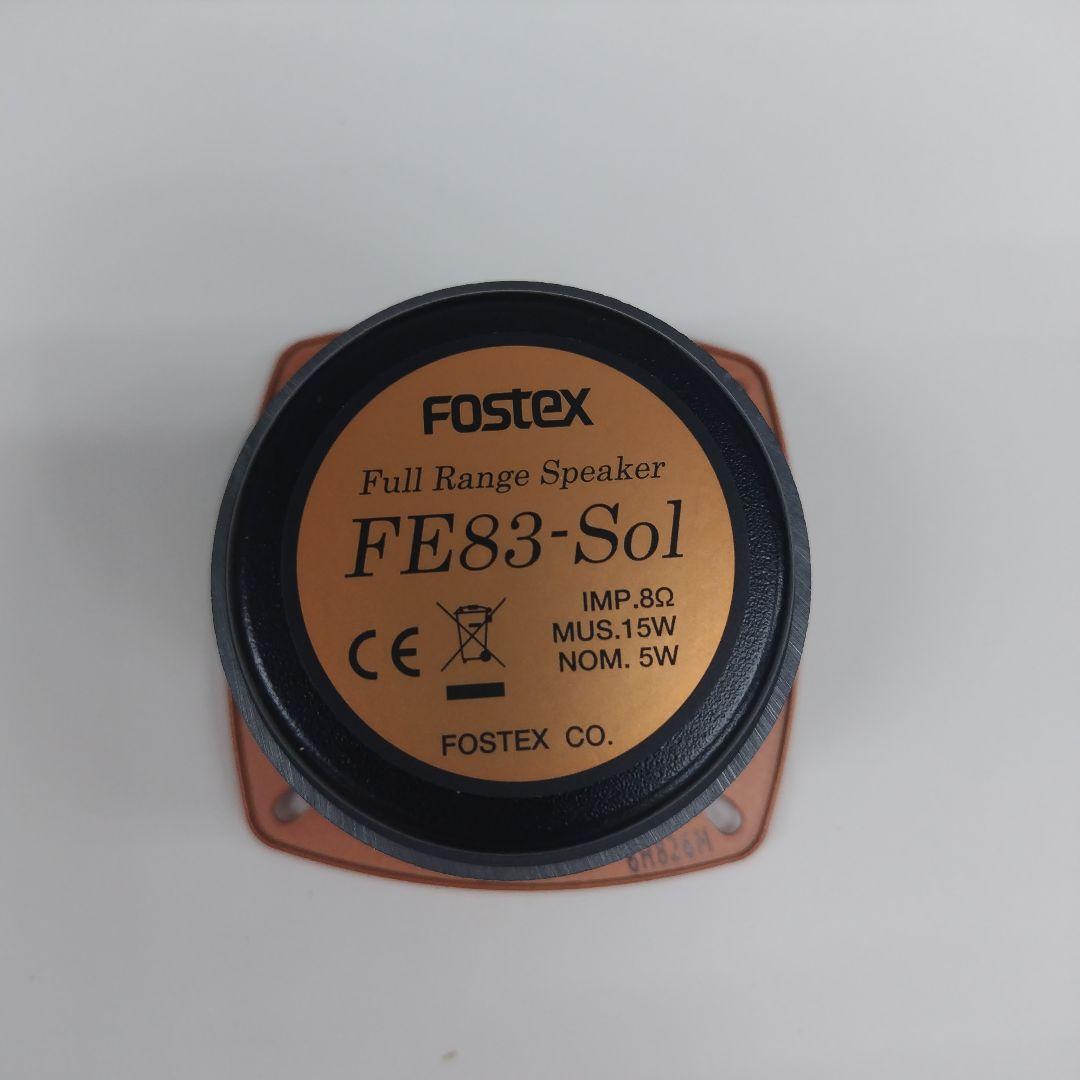 Fostex
Full Range Speaker
FE83-Sol
IMP.8Ω
MUS.15W
NOM. 5W
CE
FOSTEX CO.